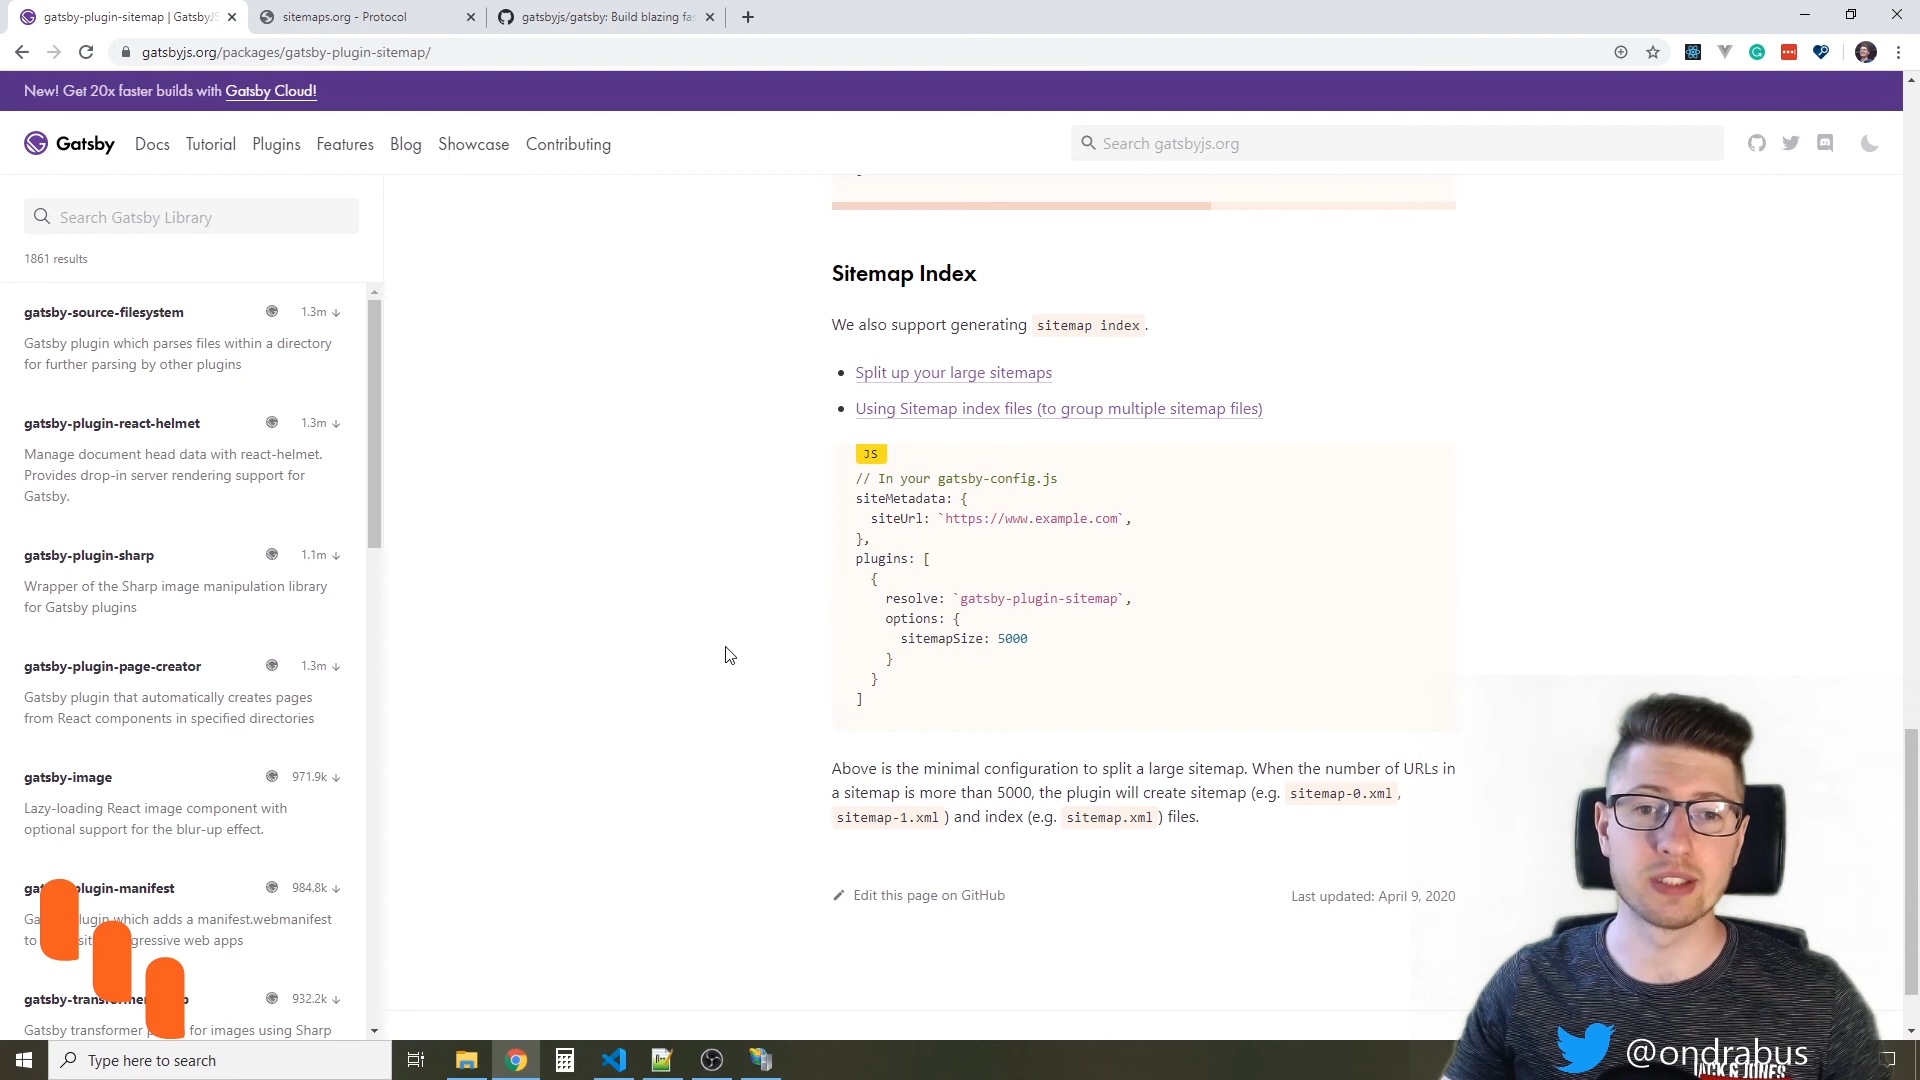 gatsby-plugin-sitemap | GatsbyJS
sitemaps.org - Protocol
gatsbyjs/gatsby: Build blazing fas
gatsbyjs.org/packages/gatsby-plugin-sitemap/
New! Get 20x faster builds with Gatsby Cloud!
Gatsby
Docs
Tutorial
Plugins
Features
Blog
Showcase
Contributing
Search gatsbyjs.org
Search Gatsby Library
1861 results
gatsby-source-filesystem 1.3m ↓
Gatsby plugin which parses files within a directory
for further parsing by other plugins
gatsby-plugin-react-helmet 1.3m ↓
Manage document head data with react-helmet.
Provides drop-in server rendering support for
Gatsby.
gatsby-plugin-sharp 1.1m ↓
Wrapper of the Sharp image manipulation library
for Gatsby plugins
gatsby-plugin-page-creator 1.3m ↓
Gatsby plugin that automatically creates pages
from React components in specified directories
gatsby-image 971.9k ↓
Lazy-loading React image component with
optional support for the blur-up effect.
plugin-manifest 984.8k ↓
which adds a manifest.webmanifest
to web apps
932.2k ↓
Gatsby transformer for images using Sharp
Sitemap Index
We also support generating sitemap index.
• Split up your large sitemaps
• Using Sitemap index files (to group multiple sitemap files)
JS
// In your gatsby-config.js
siteMetadata: {
siteUrl: `https://www.example.com`,
},
plugins: [
{
resolve: `gatsby-plugin-sitemap`,
options: {
sitemapSize: 5000
}
}
]
Above is the minimal configuration to split a large sitemap. When the number of URLs in
a sitemap is more than 5000, the plugin will create sitemap (e.g. sitemap-0.xml,
sitemap-1.xml) and index (e.g. sitemap.xml) files.
Edit this page on GitHub
Last updated: April 9, 2020
@ondrabus
JACK & JONES
Type here to search